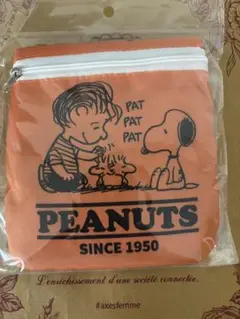 PAT
PAT
PAT
PEANUTS
SINCE 1950
L'enrichissement d'une société connectée.
#axesfemme